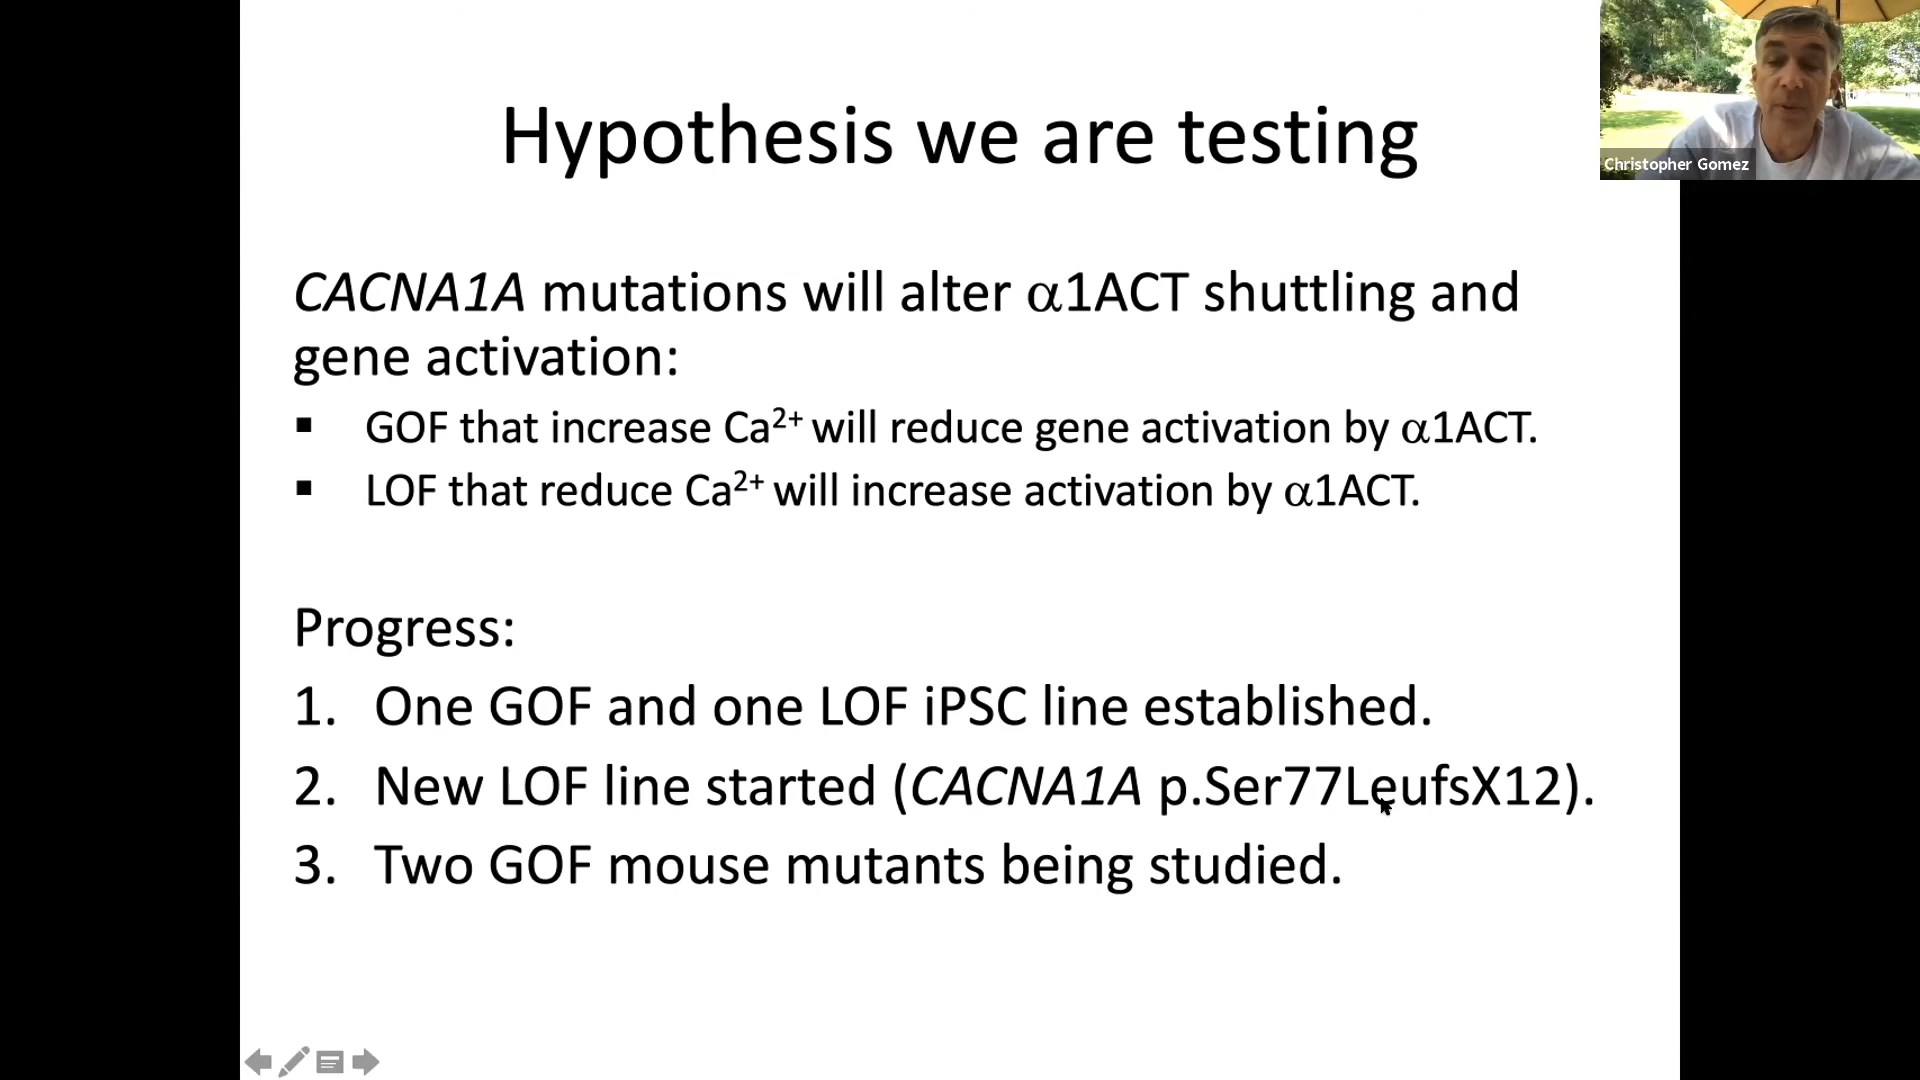 Hypothesis we are testing
Christopher Gomez
CACNA1A mutations will alter α1ACT shuttling and
gene activation:
▪ GOF that increase Ca²⁺ will reduce gene activation by α1ACT.
▪ LOF that reduce Ca²⁺ will increase activation by α1ACT.
Progress:
1. One GOF and one LOF iPSC line established.
2. New LOF line started (CACNA1A p.Ser77LeufsX12).
3. Two GOF mouse mutants being studied.